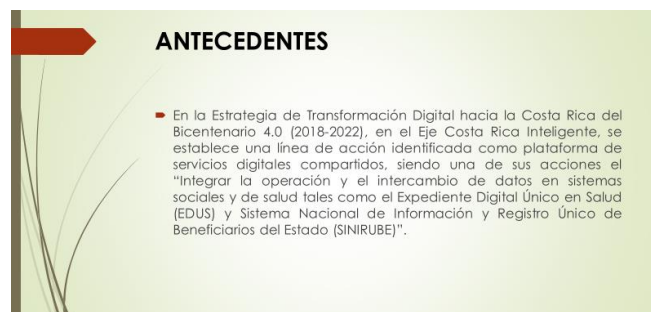 ANTECEDENTES
En la Estrategia de Transformación Digital hacia la Costa Rica del
Bicentenario 4.0 (2018-2022), en el Eje Costa Rica Inteligente, se
establece una línea de acción identificada como plataforma de
servicios digitales compartidos, siendo una de sus acciones el
“Integrar la operación y el intercambio de datos en sistemas
sociales y de salud tales como el Expediente Digital Único en Salud
(EDUS) y Sistema Nacional de Información y Registro Único de
Beneficiarios del Estado (SINIRUBE)”.